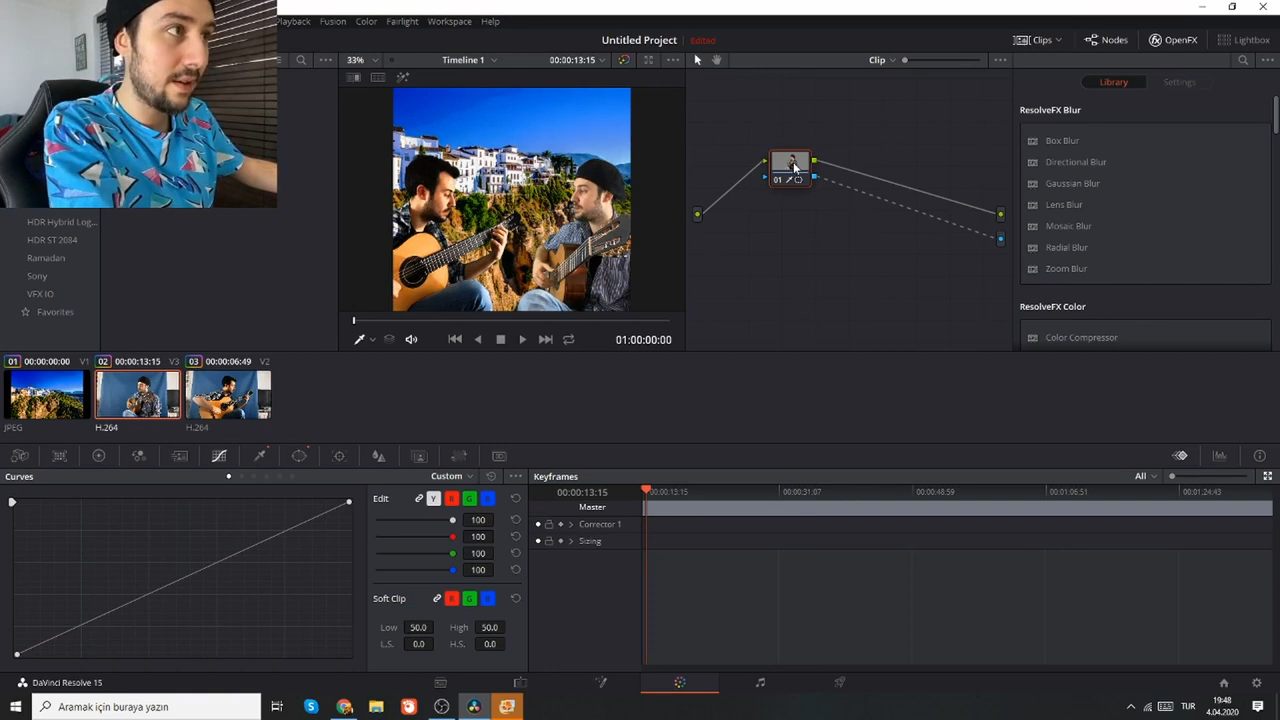 Playback Fusion Color Fairlight Workspace Help
Untitled Project Edited
Clips Nodes OpenFX Lightbox
33% Timeline 1 00:00:13:15 Clip
Library Settings
ResolveFX Blur
Box Blur
Directional Blur
Gaussian Blur
Lens Blur
Mosaic Blur
Radial Blur
Zoom Blur
ResolveFX Color
Color Compressor
01
HDR Hybrid Log...
HDR ST 2084
Ramadan
Sony
VFX IO
Favorites
01:00:00:00
01 00:00:00:00 V1
02 00:00:13:15 V3
03 00:00:06:49 V2
JPEG
H.264
H.264
Curves Custom
Edit Y R G B
100
100
100
100
Soft Clip R G B
Low 50.0 High 50.0
L.S. 0.0 H.S. 0.0
Keyframes All
00:00:13:15 00:00:13:15 00:00:31:07 00:00:48:59 00:01:06:51 00:01:24:43
Master
Corrector 1
Sizing
DaVinci Resolve 15
Aramak için buraya yazın
TUR
19:48
4.04.2020